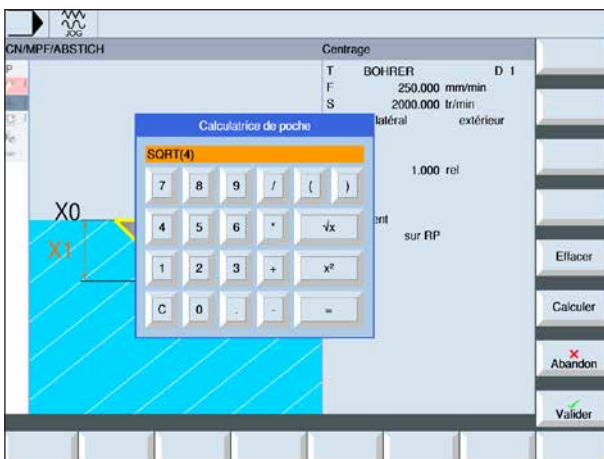 JOG
CN/MPF/ABSTICH
Centrage
P
T BOHRER D 1
F 250.000 mm/min
S 2000.000 tr/min
latéral extérieur
Calculatrice de poche
SQRT(4)
7 8 9 / ( )
4 5 6 * √x
1 2 3 + x²
C 0 . - =
1.000 rel
ent
sur RP
X0
X1
Effacer
Calculer
Abandon
Valider